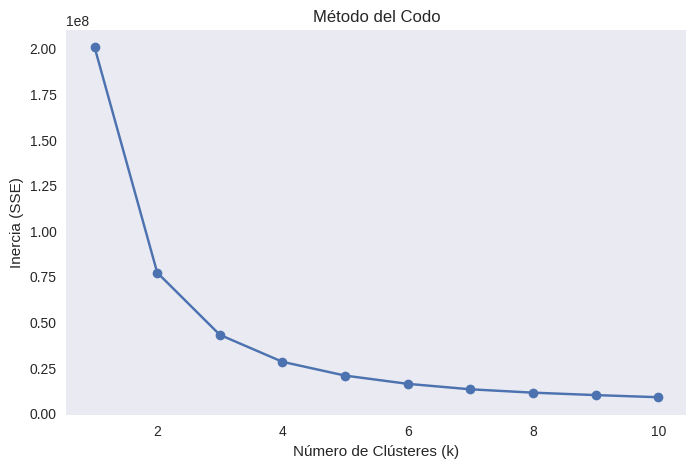 Método del Codo
1e8
2.00
1.75
1.50
1.25
1.00
0.75
0.50
0.25
0.00
Inercia (SSE)
2 4 6 8 10
Número de Clústeres (k)